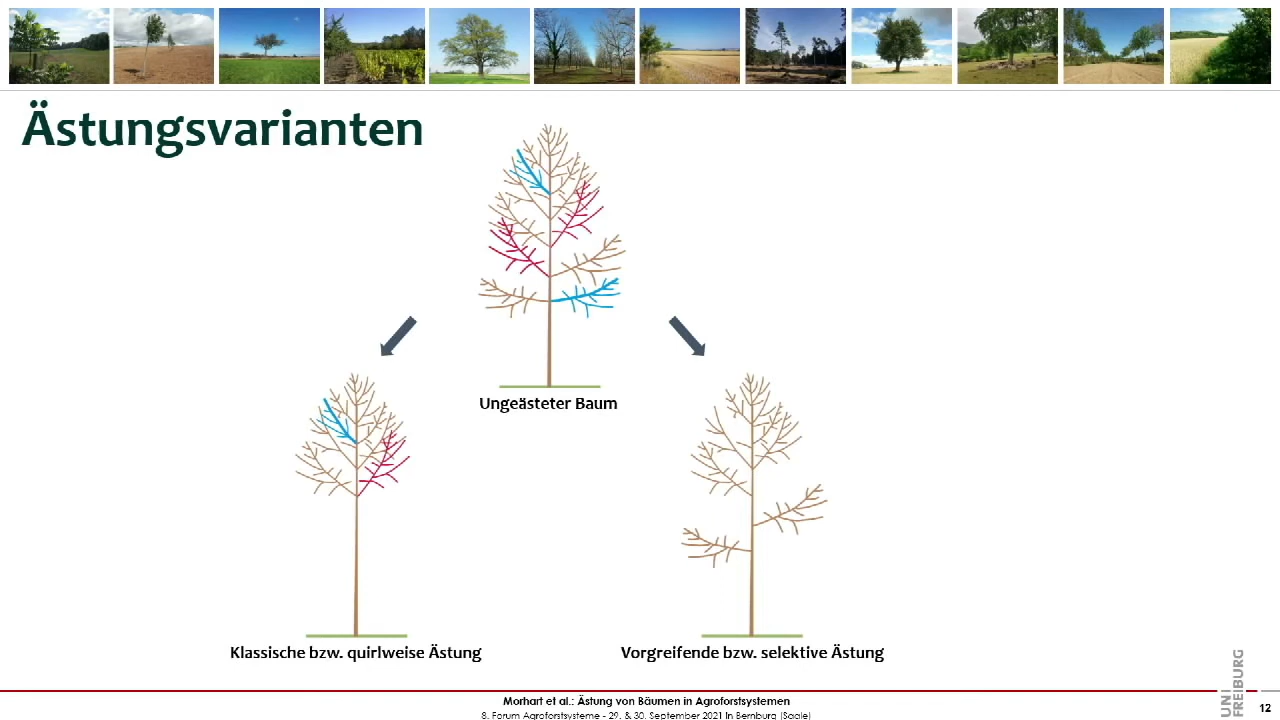 Ästungsvarianten
Ungeästeter Baum
Klassische bzw. quirlweise Ästung
Vorgreifende bzw. selektive Ästung
Morhart et al.: Ästung von Bäumen in Agroforstsystemen
8. Forum Agroforstsysteme - 29. & 30. September 2021 in Bernburg (Saale)
UNI
FREIBURG
12